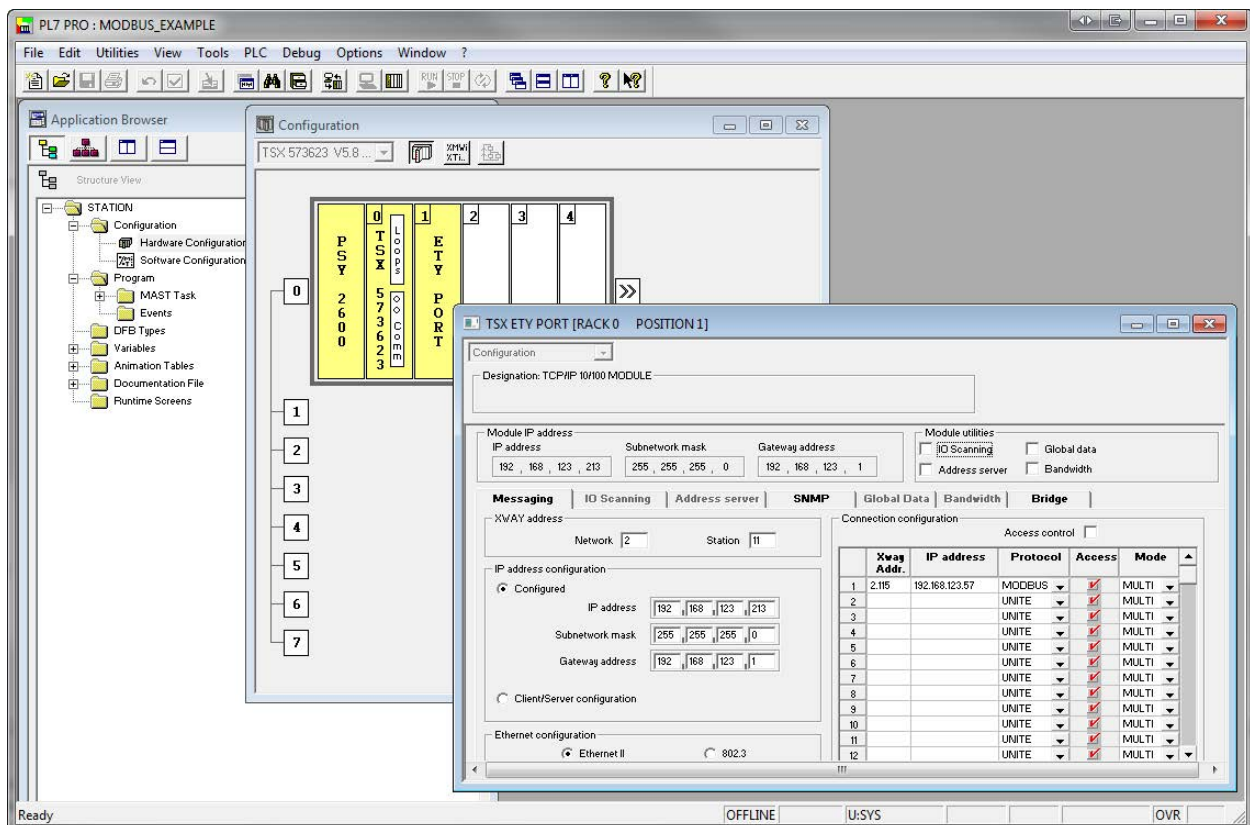 PL7 PRO : MODBUS_EXAMPLE
File Edit Utilities View Tools PLC Debug Options Window ?
RUN STOP
Application Browser
Structure View
STATION
Configuration
Hardware Configuration
Software Configuration
Program
MAST Task
Events
DFB Types
Variables
Animation Tables
Documentation File
Runtime Screens
Configuration
TSX 573623 V5.8 ...
XMWi
XTi..
0 1 2 3 4
PSY 2600
TSX 573623
Loops
Comm
ETY PORT
0
1
2
3
4
5
6
7
TSX ETY PORT [RACK 0 POSITION 1]
Configuration
Designation: TCP/IP 10/100 MODULE
Module IP address
IP address Subnetwork mask Gateway address
192 , 168 , 123 , 213 255 , 255 , 255 , 0 192 , 168 , 123 , 1
Module utilities
IO Scanning Global data
Address server Bandwidth
Messaging IO Scanning Address server SNMP Global Data Bandwidth Bridge
XWAY address
Network 2 Station 11
IP address configuration
Configured
IP address 192 168 123 213
Subnetwork mask 255 255 255 0
Gateway address 192 168 123 1
Client/Server configuration
Ethernet configuration
Ethernet II 802.3
Connection configuration
Access control
Xway Addr. IP address Protocol Access Mode
1 2.115 192.168.123.57 MODBUS MULTI
2 UNITE MULTI
3 UNITE MULTI
4 UNITE MULTI
5 UNITE MULTI
6 UNITE MULTI
7 UNITE MULTI
8 UNITE MULTI
9 UNITE MULTI
10 UNITE MULTI
11 UNITE MULTI
12 UNITE MULTI
Ready OFFLINE U:SYS OVR